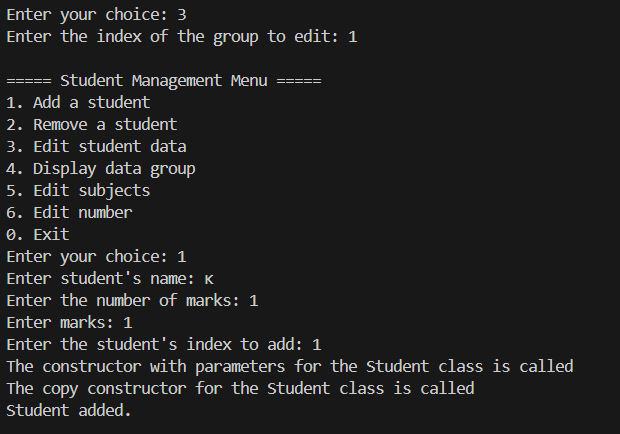 Enter your choice: 3
Enter the index of the group to edit: 1
===== Student Management Menu =====
1. Add a student
2. Remove a student
3. Edit student data
4. Display data group
5. Edit subjects
6. Edit number
0. Exit
Enter your choice: 1
Enter student's name: к
Enter the number of marks: 1
Enter marks: 1
Enter the student's index to add: 1
The constructor with parameters for the Student class is called
The copy constructor for the Student class is called
Student added.